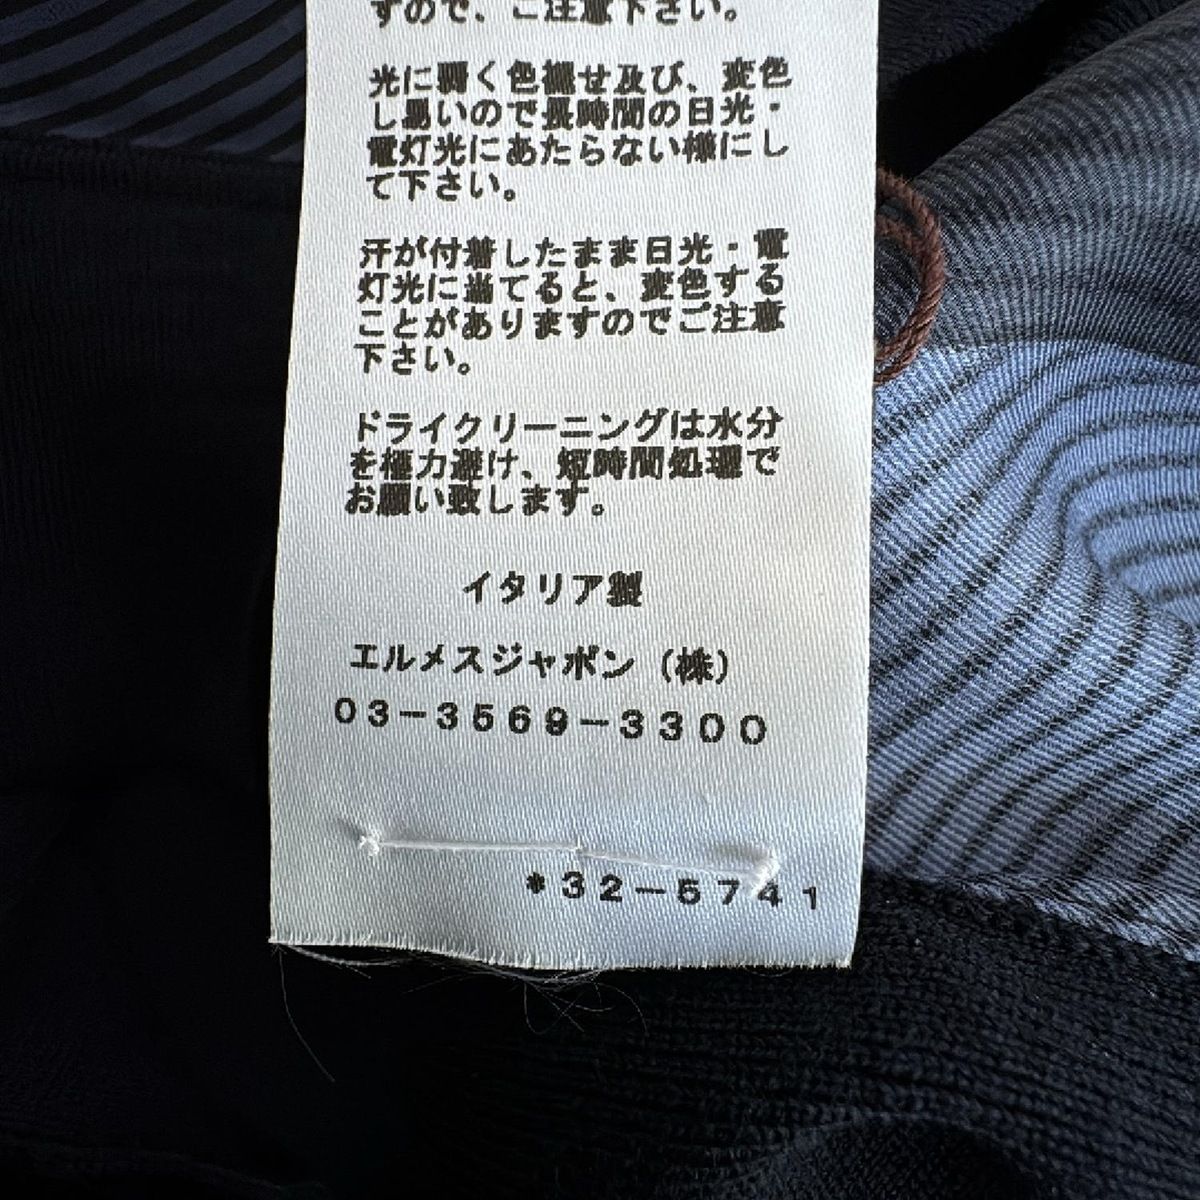 すので、ご注意下さい。
光に弱く色褪せ及び、変色
し易いので長時間の日光・
電灯光にあたらない様にし
て下さい。
汗が付着したまま日光・電
灯光に当てると、変色する
ことがありますのでご注意
下さい。
ドライクリーニングは水分
を極力避け、短時間処理で
お願い致します。
イタリア製
エルメスジャポン(株)
03-3569-3300
*32-5741